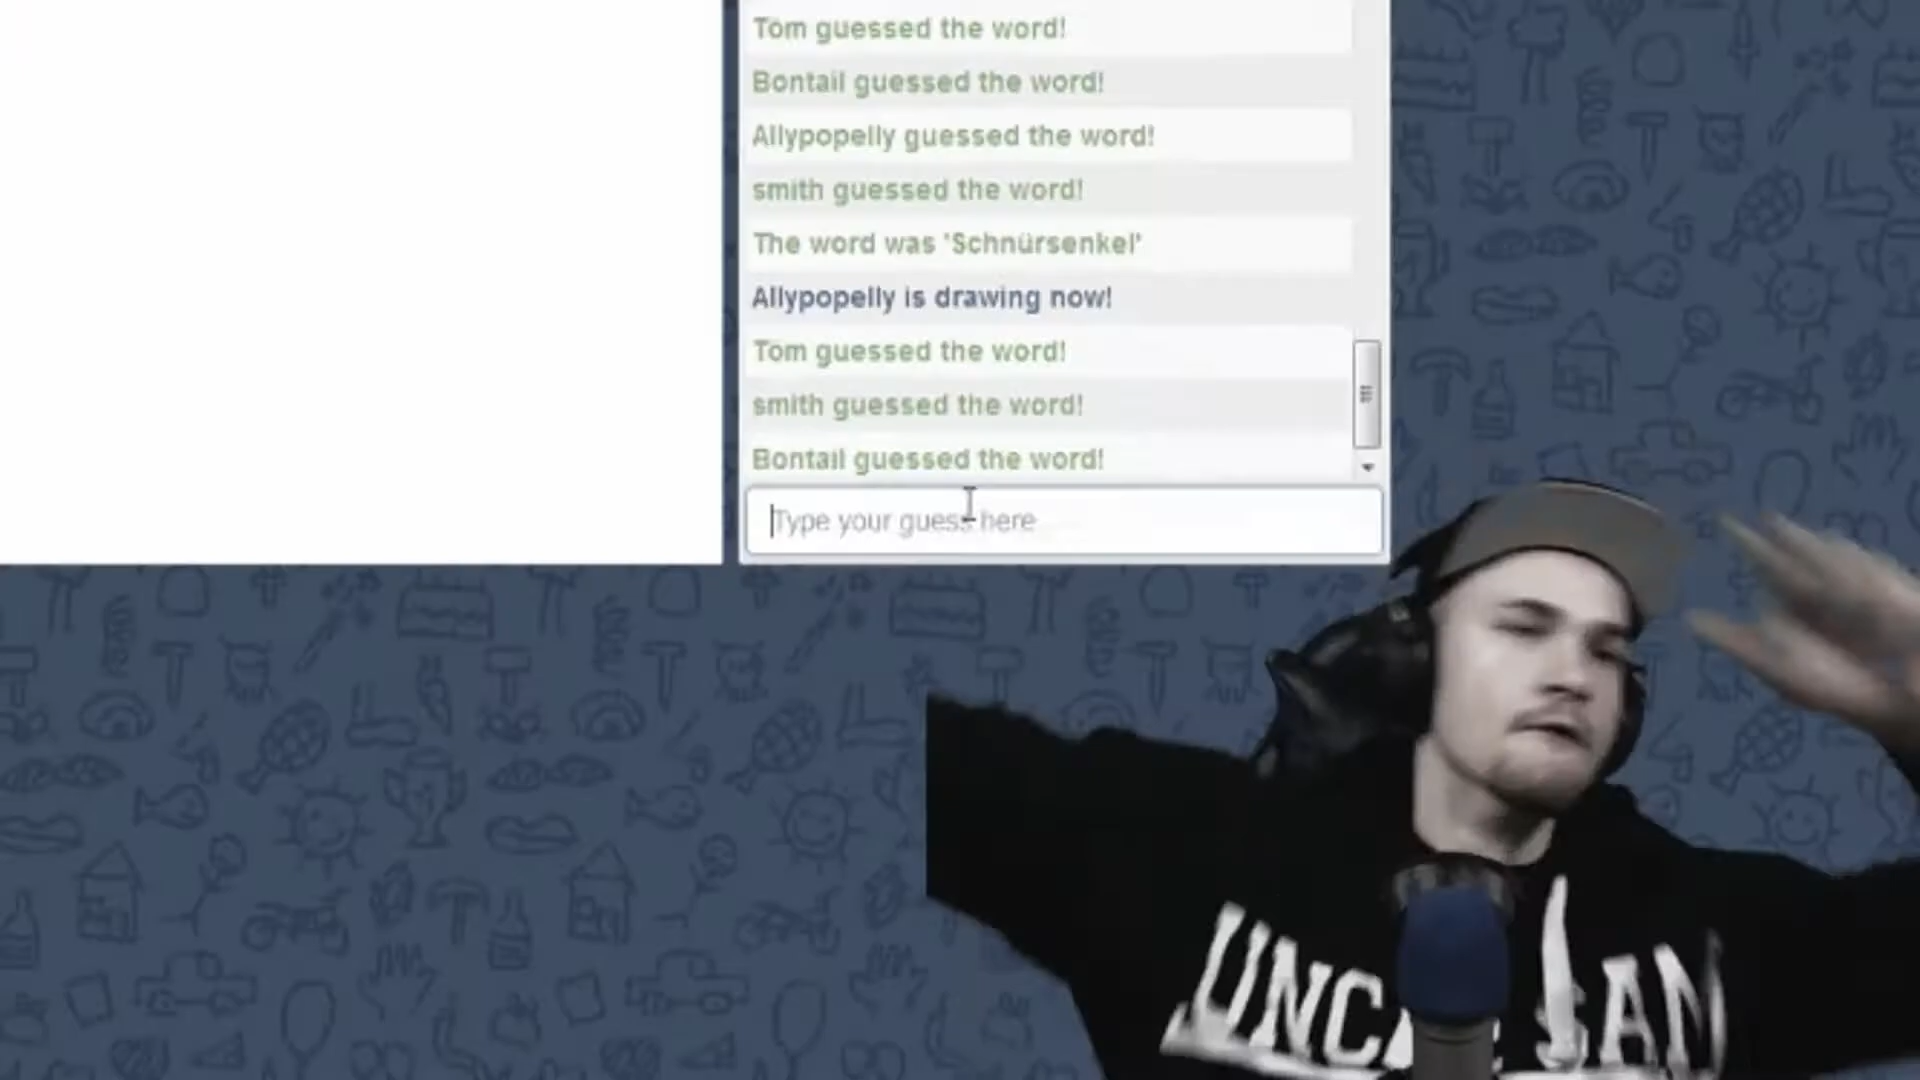 Tom guessed the word!
Bontail guessed the word!
Allypopelly guessed the word!
smith guessed the word!
The word was 'Schnürsenkel'
Allypopelly is drawing now!
Tom guessed the word!
smith guessed the word!
Bontail guessed the word!
Type your guess here
UNCLE SAM